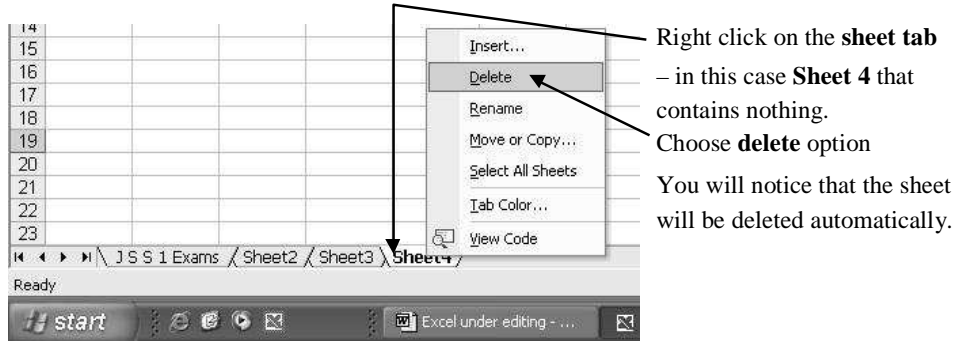 14
15
16
17
18
19
20
21
22
23
Insert...
Delete
Rename
Move or Copy...
Select All Sheets
Tab Color...
View Code
J S S 1 Exams / Sheet2 / Sheet3 \ Sheet4 /
Ready
start
Excel under editing - ...
Right click on the sheet tab
– in this case Sheet 4 that
contains nothing.
Choose delete option
You will notice that the sheet
will be deleted automatically.